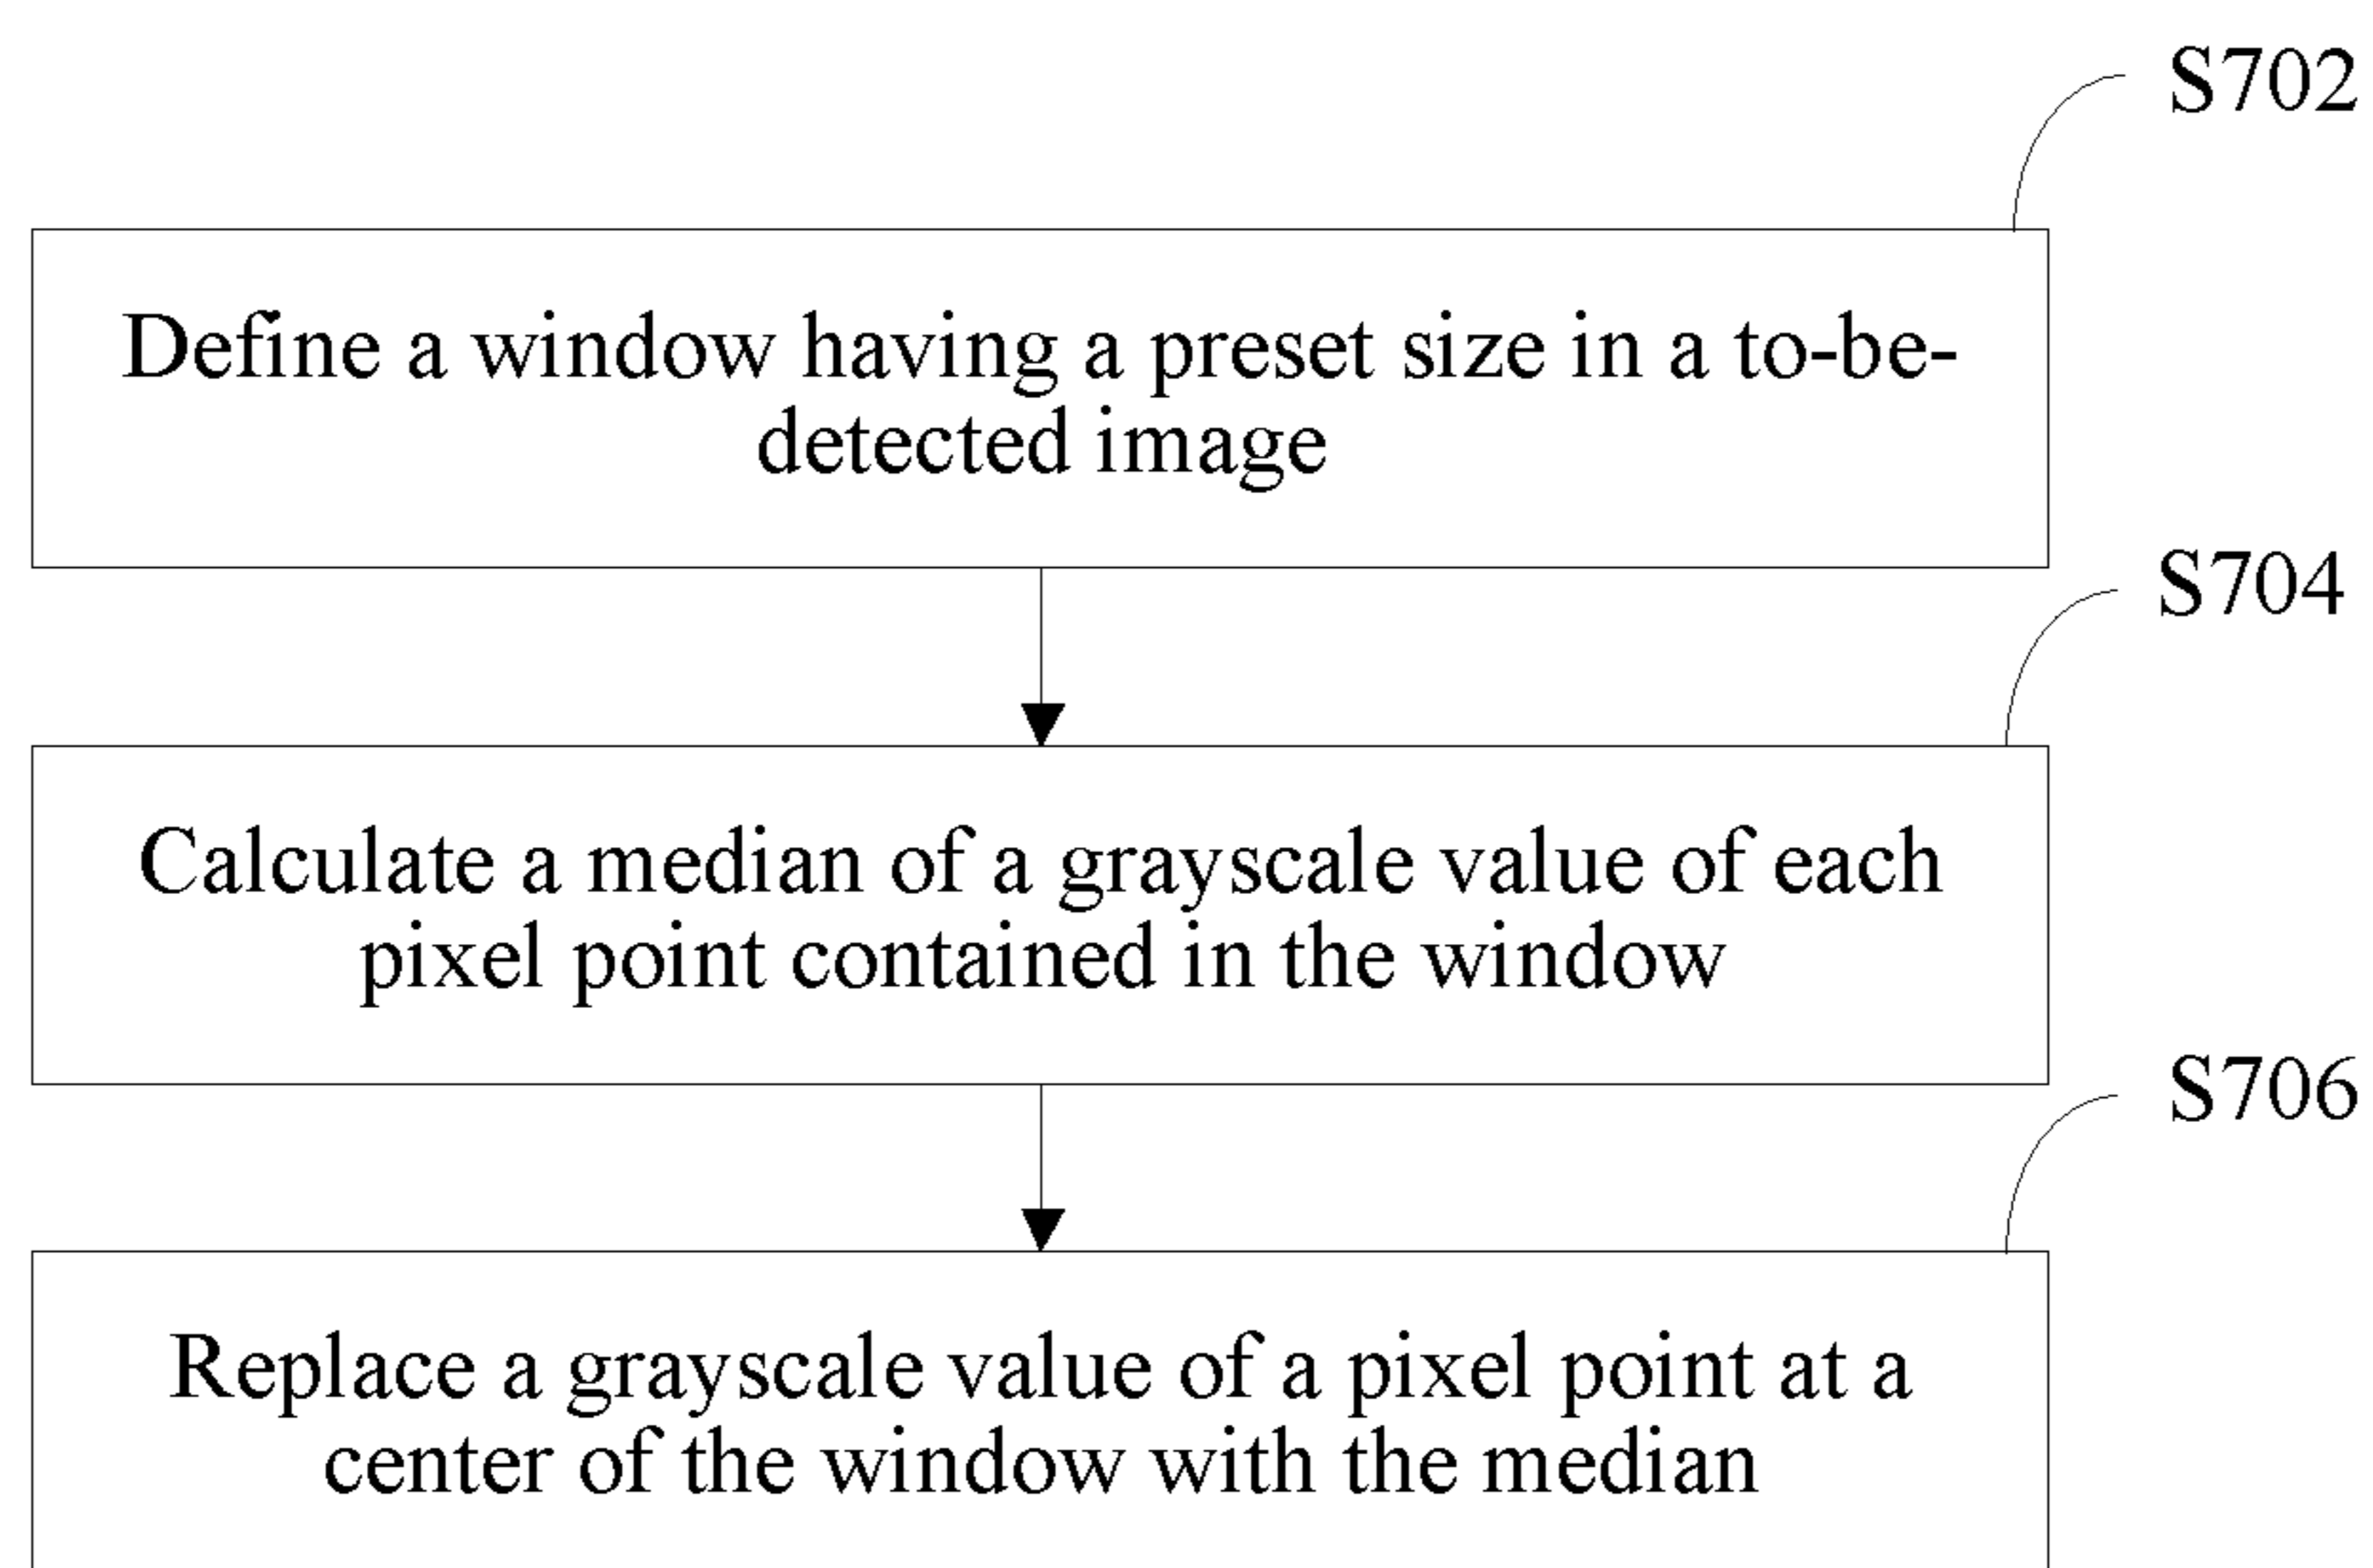 S702
Define a window having a preset size in a to-be-
detected image
S704
Calculate a median of a grayscale value of each
pixel point contained in the window
S706
Replace a grayscale value of a pixel point at a
center of the window with the median